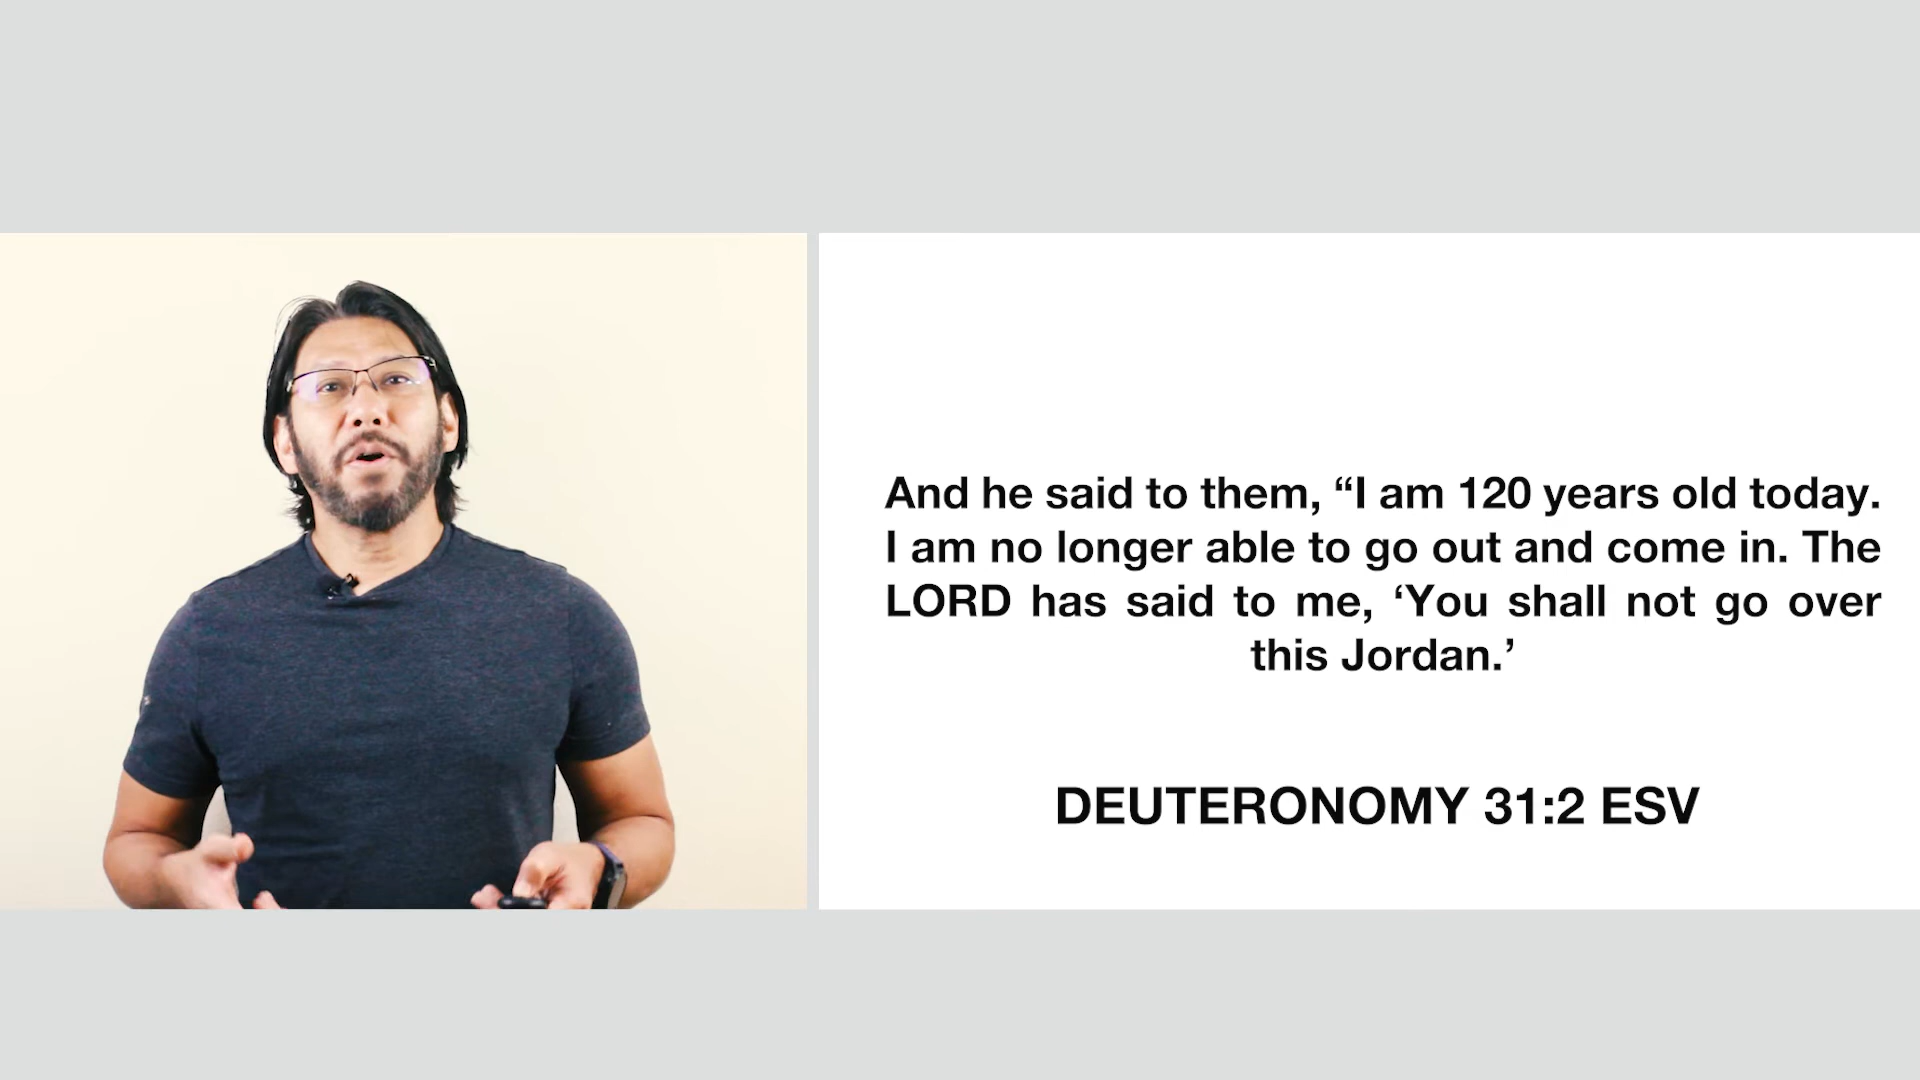 And he said to them, “I am 120 years old today.
I am no longer able to go out and come in. The
LORD has said to me, ‘You shall not go over
this Jordan.’
DEUTERONOMY 31:2 ESV